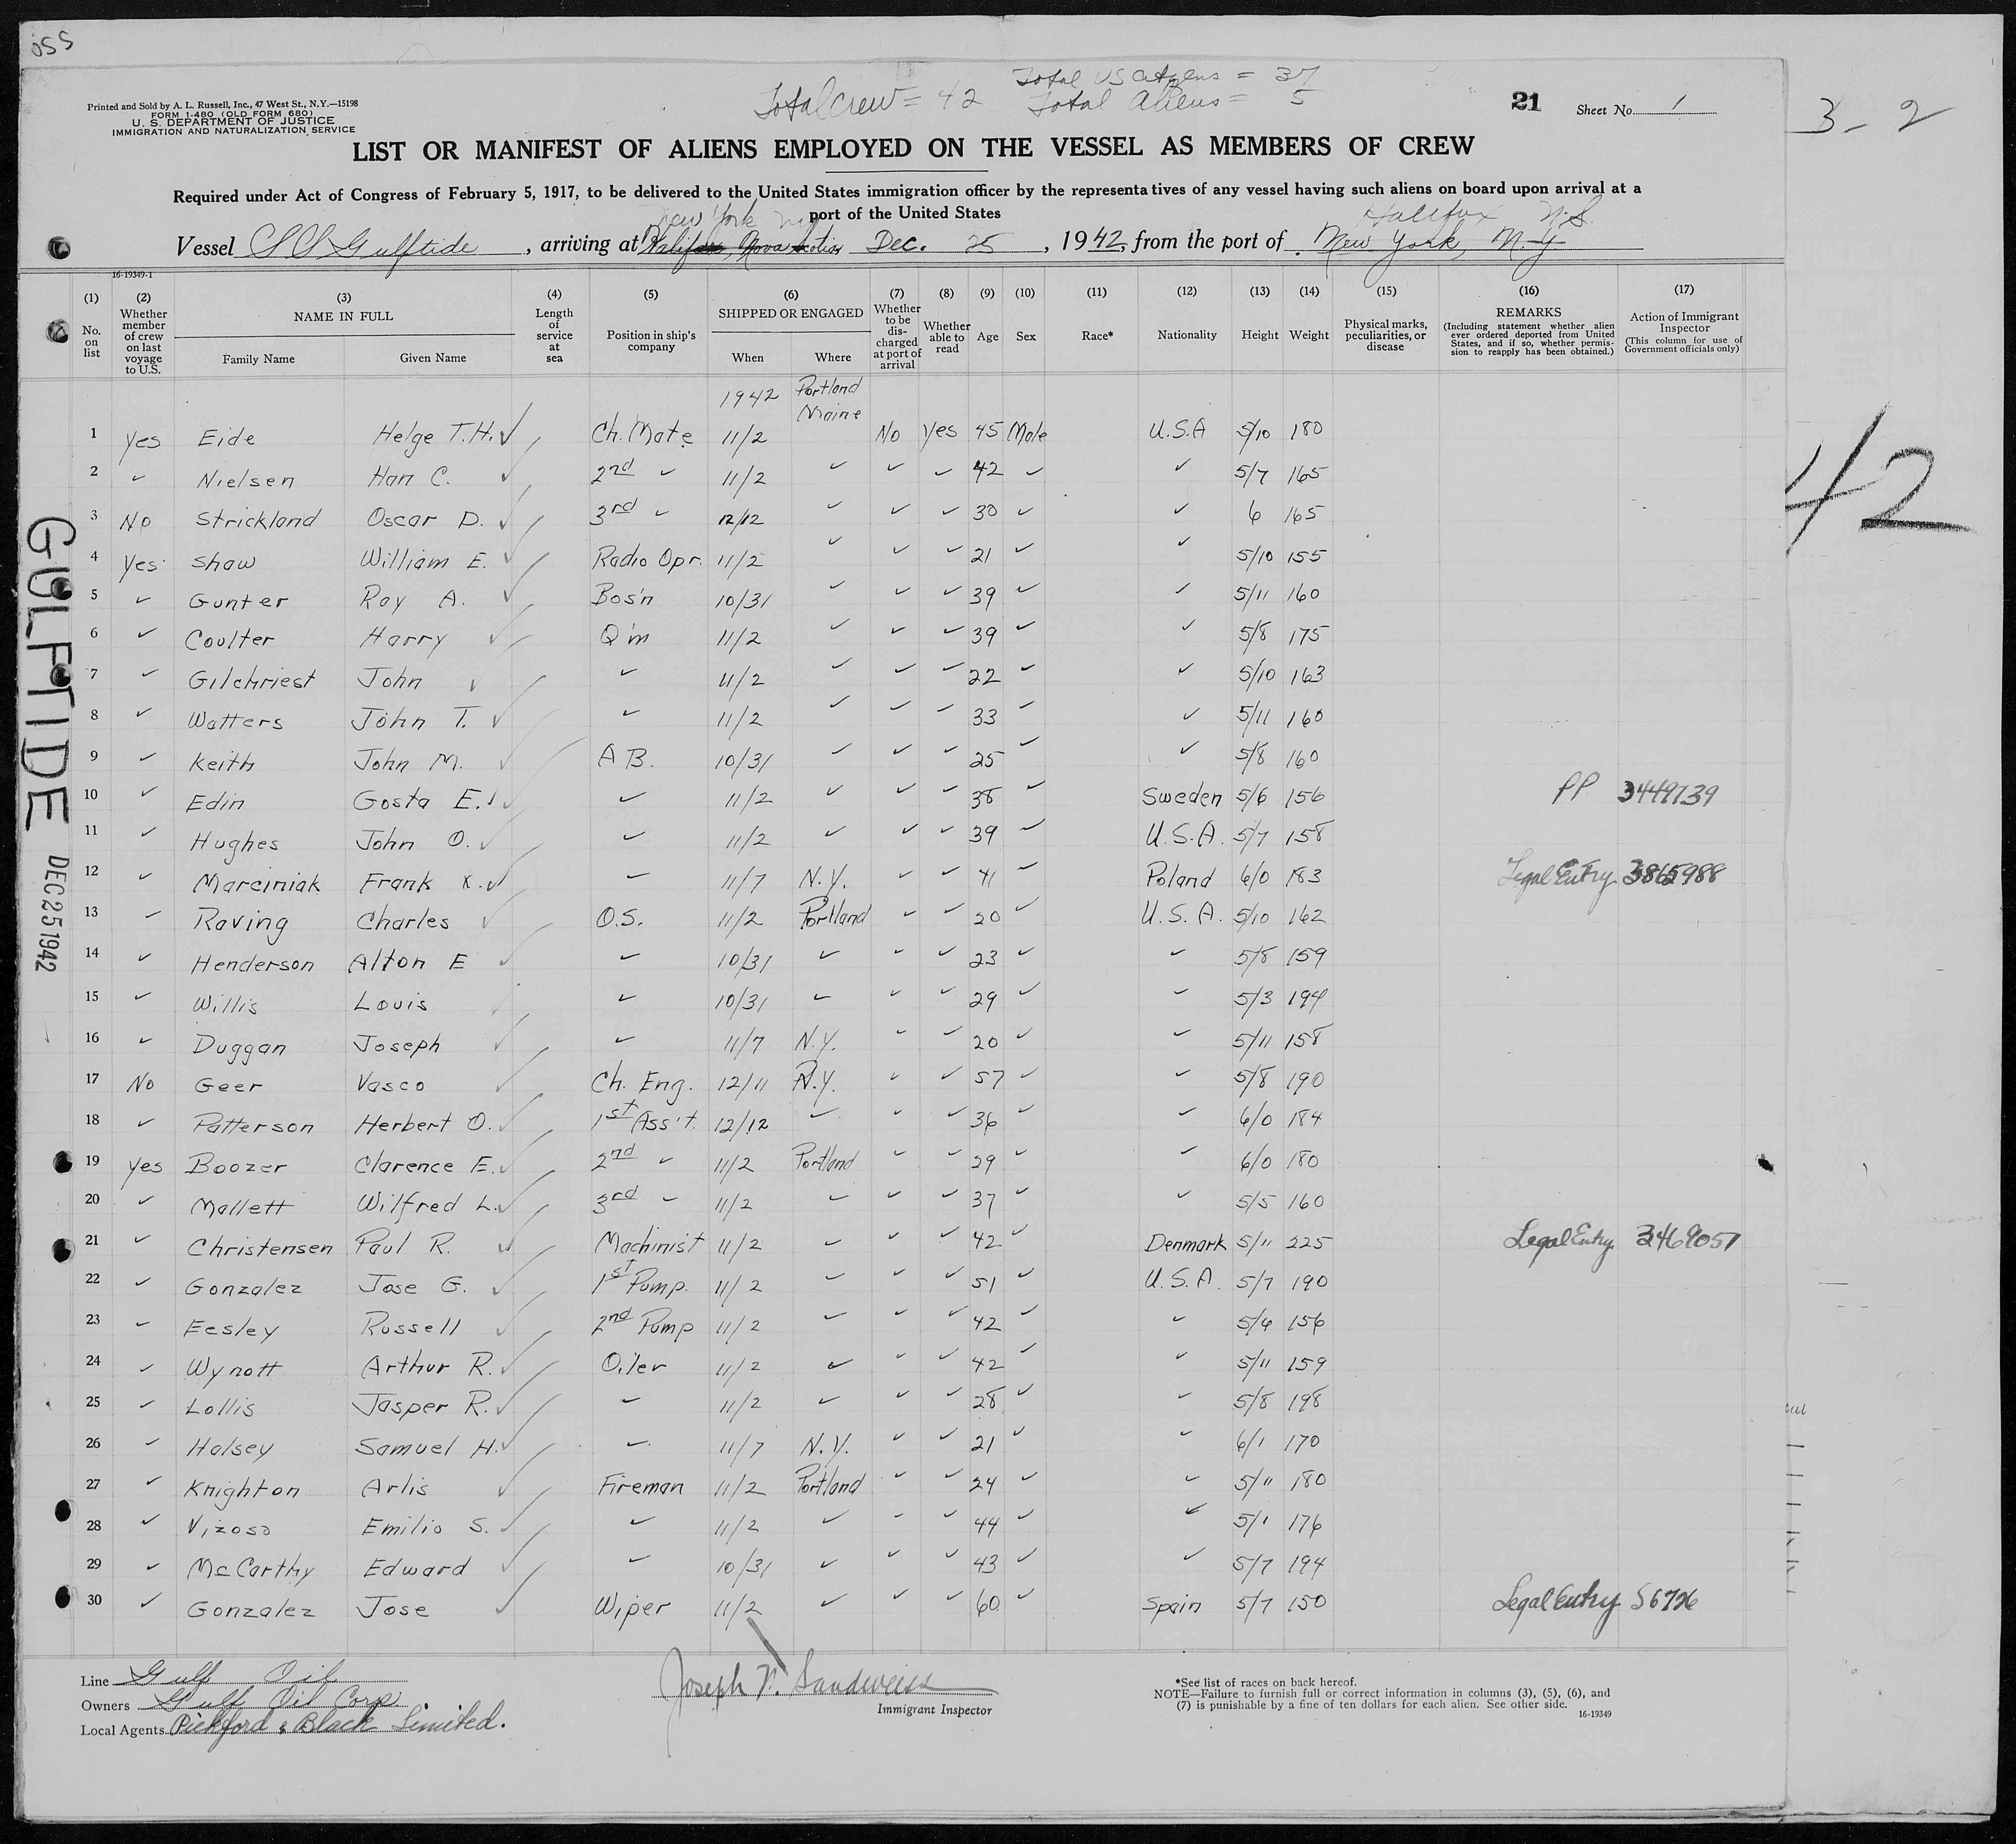 055
Total crew = 42 Total US citizens = 37
Total Aliens = 5
Printed and Sold by A. L. Russell, Inc., 47 West St., N.Y.—15198
FORM I-480 (OLD FORM 680)
U. S. DEPARTMENT OF JUSTICE
IMMIGRATION AND NATURALIZATION SERVICE
21 Sheet No. 1
3- 2
LIST OR MANIFEST OF ALIENS EMPLOYED ON THE VESSEL AS MEMBERS OF CREW
Required under Act of Congress of February 5, 1917, to be delivered to the United States immigration officer by the representatives of any vessel having such aliens on board upon arrival at a
port of the United States
New York Halifax N.S.
Vessel SS Gulftide, arriving at Halifax, Nova Scotia Dec. 25, 1942, from the port of New York, N.Y.
16-19349-1
(1) No. on list (2) Whether member of crew on last voyage to U.S. (3) NAME IN FULL Family Name Given Name (4) Length of service at sea (5) Position in ship's company (6) SHIPPED OR ENGAGED When Where (7) Whether to be discharged at port of arrival (8) Whether able to read (9) Age (10) Sex (11) Race* (12) Nationality (13) Height (14) Weight (15) Physical marks, peculiarities, or disease (16) REMARKS (Including statement whether alien ever ordered deported from United States, and if so, whether permission to reapply has been obtained.) (17) Action of Immigrant Inspector (This column for use of Government officials only)
1942 Portland Maine
1 Yes Eide Helge T.H. ✓ Ch. Mate 11/2 No Yes 45 Male U.S.A 5/10 180
2 ✓ Nielsen Han C. ✓ 2nd ✓ 11/2 ✓ ✓ ✓ 42 ✓ ✓ 5/7 165
3 No Strickland Oscar D. ✓ 3rd ✓ 12/12 ✓ ✓ ✓ 30 ✓ ✓ 6 165
4 Yes Shaw William E. ✓ Radio Opr. 11/2 ✓ ✓ ✓ 21 ✓ ✓ 5/10 155
5 ✓ Gunter Roy A. ✓ Bos'n 10/31 ✓ ✓ ✓ 39 ✓ ✓ 5/11 160
6 ✓ Coulter Harry ✓ Q'm 11/2 ✓ ✓ ✓ 39 ✓ ✓ 5/8 175
7 ✓ Gilchriest John ✓ ✓ 11/2 ✓ ✓ ✓ 22 ✓ ✓ 5/10 163
8 ✓ Watters John T. ✓ ✓ 11/2 ✓ ✓ ✓ 33 ✓ ✓ 5/11 160
9 ✓ Keith John M. ✓ A B. 10/31 ✓ ✓ ✓ 25 ✓ ✓ 5/8 160
10 ✓ Edin Gosta E. ✓ ✓ 11/2 ✓ ✓ ✓ 38 ✓ Sweden 5/6 156 PP 3449739
11 ✓ Hughes John O. ✓ ✓ 11/2 ✓ ✓ ✓ 39 ✓ U.S.A. 5/7 158
12 ✓ Marciniak Frank K. ✓ ✓ 11/7 N.Y. ✓ ✓ 41 ✓ Poland 6/0 183 Legal Entry 3865988
13 ✓ Raving Charles ✓ O.S. 11/2 Portland ✓ ✓ 20 ✓ U.S.A. 5/10 162
14 ✓ Henderson Alton E ✓ ✓ 10/31 ✓ ✓ ✓ 23 ✓ ✓ 5/8 159
15 ✓ Willis Louis ✓ ✓ 10/31 ✓ ✓ ✓ 29 ✓ ✓ 5/3 194
16 ✓ Duggan Joseph ✓ ✓ 11/7 N.Y. ✓ ✓ 20 ✓ ✓ 5/11 158
17 No Geer Vasco ✓ Ch. Eng. 12/11 N.Y. ✓ ✓ 57 ✓ ✓ 5/8 190
18 ✓ Patterson Herbert O. ✓ 1st Ass't. 12/12 ✓ ✓ ✓ 36 ✓ ✓ 6/0 184
19 Yes Boozer Clarence E. ✓ 2nd ✓ 11/2 Portland ✓ ✓ 29 ✓ ✓ 6/0 180
20 ✓ Mallett Wilfred L. ✓ 3rd ✓ 11/2 ✓ ✓ ✓ 37 ✓ ✓ 5/5 160
21 ✓ Christensen Paul R. ✓ Machinist 11/2 ✓ ✓ ✓ 42 ✓ Denmark 5/11 225 Legal Entry 3469057
22 ✓ Gonzalez Jose G. ✓ 1st Pump. 11/2 ✓ ✓ ✓ 51 ✓ U.S.A. 5/7 190
23 ✓ Eesley Russell ✓ 2nd Pump 11/2 ✓ ✓ ✓ 42 ✓ ✓ 5/6 156
24 ✓ Wynott Arthur R. ✓ Oiler 11/2 ✓ ✓ ✓ 42 ✓ ✓ 5/11 159
25 ✓ Lollis Jasper R. ✓ ✓ 11/2 ✓ ✓ ✓ 28 ✓ ✓ 5/8 198
26 ✓ Halsey Samuel H. ✓ ✓ 11/7 N.Y. ✓ ✓ 21 ✓ ✓ 6/1 170
27 ✓ Knighton Arlis ✓ Fireman 11/2 Portland ✓ ✓ 24 ✓ ✓ 5/11 180
28 ✓ Vizoso Emilio S. ✓ ✓ 11/2 ✓ ✓ ✓ 44 ✓ ✓ 5/1 176
29 ✓ McCarthy Edward ✓ ✓ 10/31 ✓ ✓ ✓ 43 ✓ ✓ 5/7 194
30 ✓ Gonzalez Jose ✓ Wiper 11/2 ✓ ✓ ✓ 60 ✓ Spain 5/7 150 Legal Entry 56726
GULFTIDE DEC 25 1942
42
Line Gulf Oil
Owners Gulf Oil Corp.
Local Agents Pickford & Black Limited.
Joseph N. Sandweiss
Immigrant Inspector
*See list of races on back hereof.
NOTE—Failure to furnish full or correct information in columns (3), (5), (6), and
(7) is punishable by a fine of ten dollars for each alien. See other side.
16-19349